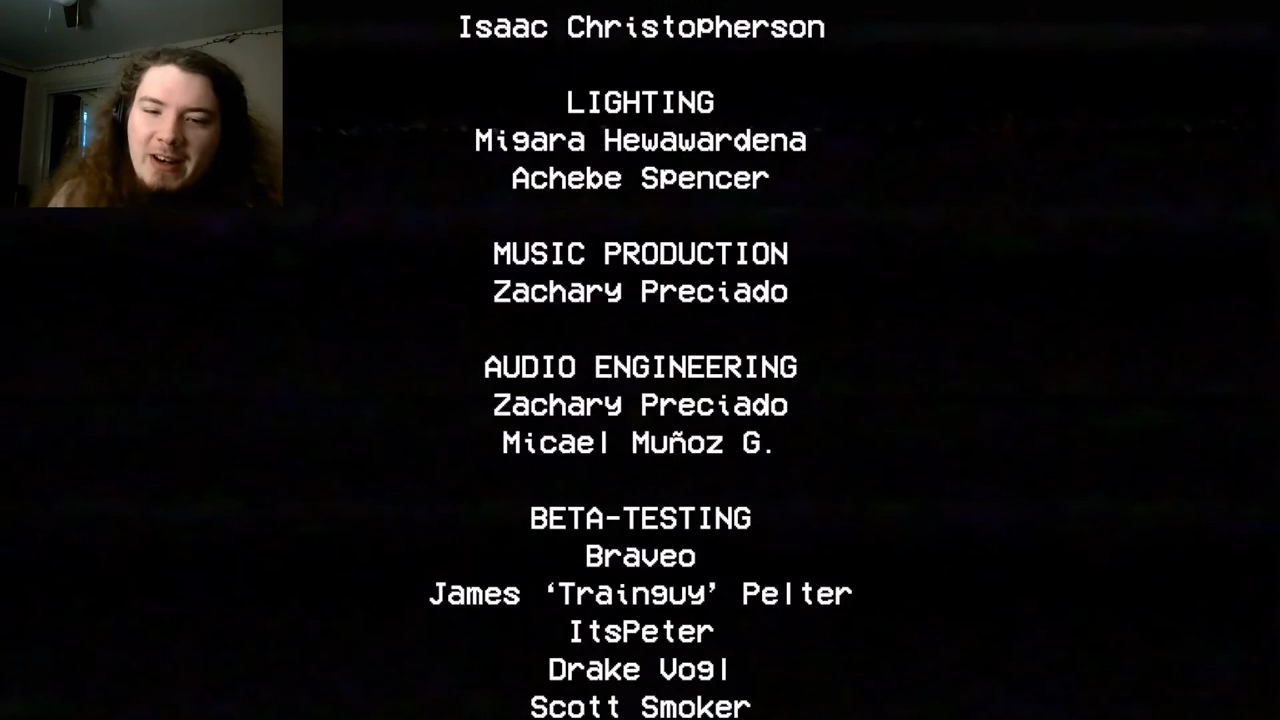 Isaac Christopherson
LIGHTING
Migara Hewawardena
Achebe Spencer
MUSIC PRODUCTION
Zachary Preciado
AUDIO ENGINEERING
Zachary Preciado
Micael Muñoz G.
BETA-TESTING
Braveo
James ‘Trainguy’ Pelter
ItsPeter
Drake Vogl
Scott Smoker